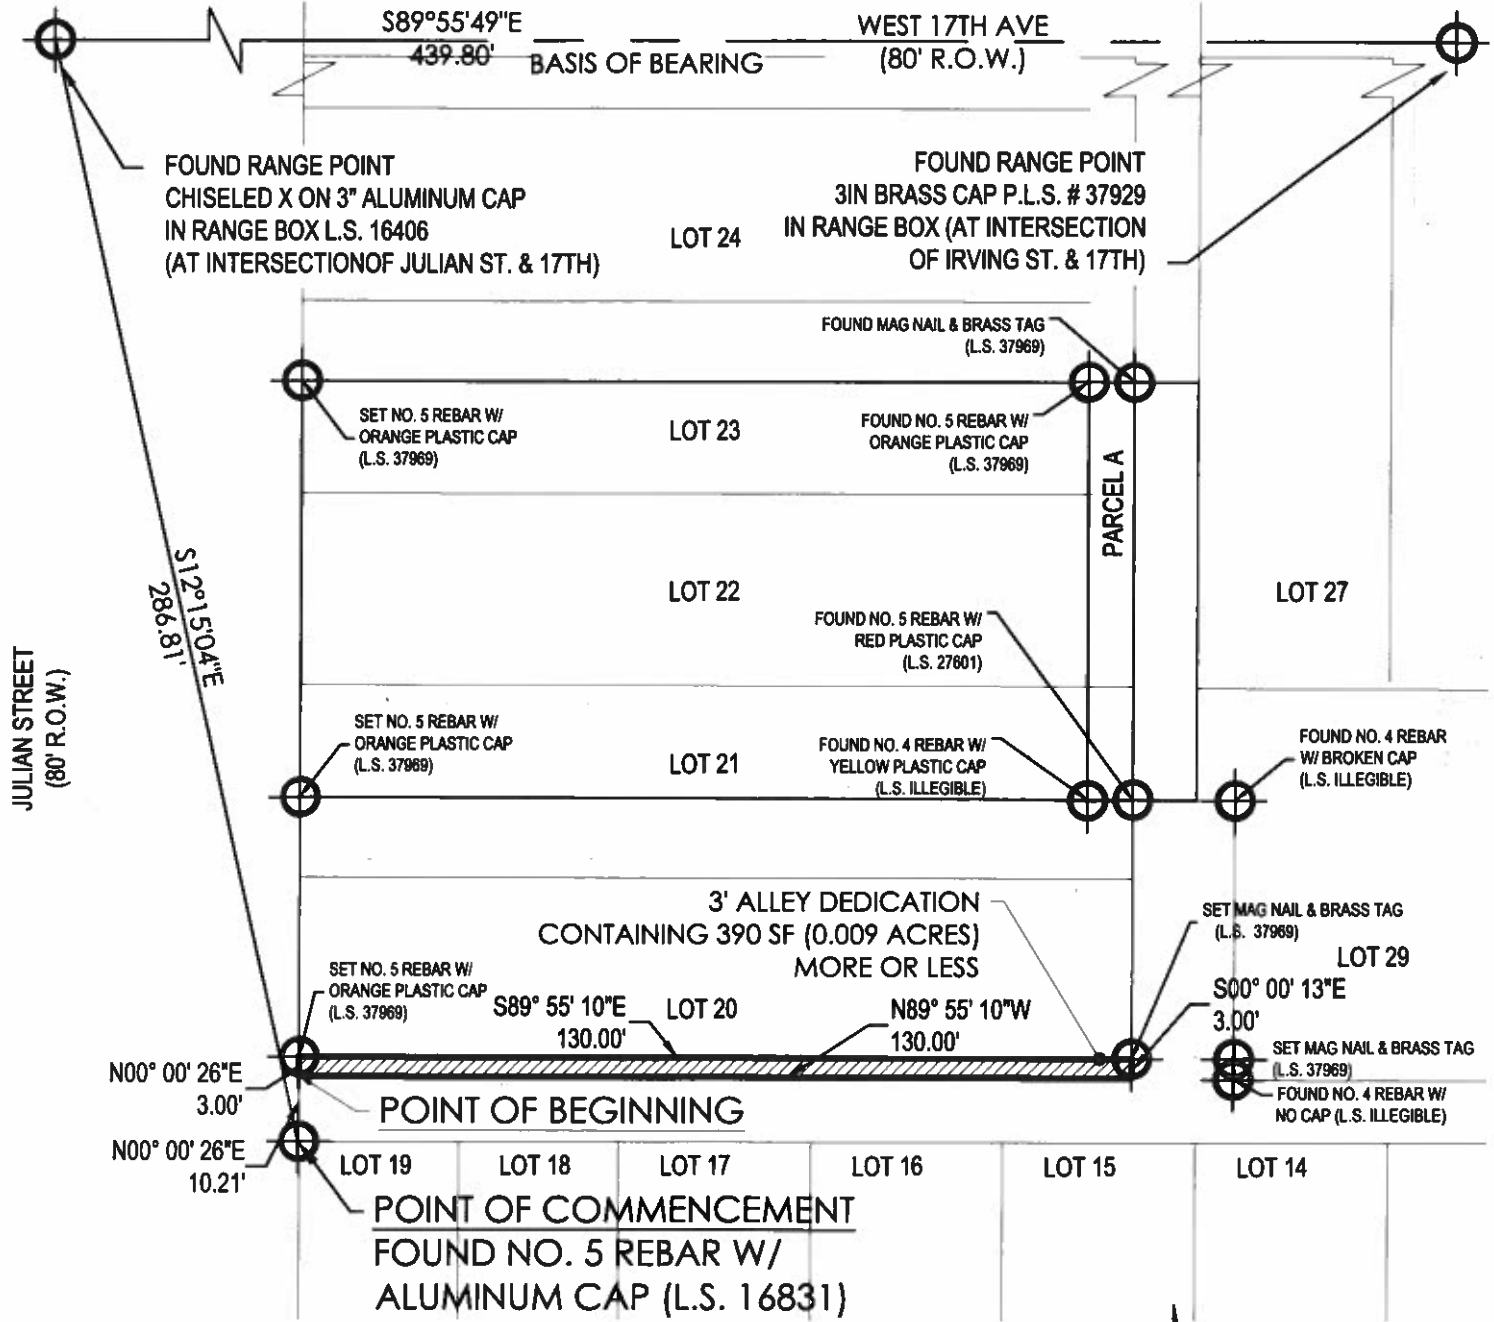 S89°55'49"E
439.80'
BASIS OF BEARING
WEST 17TH AVE
(80' R.O.W.)
FOUND RANGE POINT
CHISELED X ON 3" ALUMINUM CAP
IN RANGE BOX L.S. 16406
(AT INTERSECTIONOF JULIAN ST. & 17TH)
FOUND RANGE POINT
3IN BRASS CAP P.L.S. # 37929
IN RANGE BOX (AT INTERSECTION
OF IRVING ST. & 17TH)
LOT 24
FOUND MAG NAIL & BRASS TAG
(L.S. 37969)
SET NO. 5 REBAR W/
ORANGE PLASTIC CAP
(L.S. 37969)
LOT 23
FOUND NO. 5 REBAR W/
ORANGE PLASTIC CAP
(L.S. 37969)
PARCEL A
S12°15'04"E
286.81'
LOT 22
LOT 27
FOUND NO. 5 REBAR W/
RED PLASTIC CAP
(L.S. 27601)
JULIAN STREET
(80' R.O.W.)
SET NO. 5 REBAR W/
ORANGE PLASTIC CAP
(L.S. 37969)
LOT 21
FOUND NO. 4 REBAR W/
YELLOW PLASTIC CAP
(L.S. ILLEGIBLE)
FOUND NO. 4 REBAR
W/ BROKEN CAP
(L.S. ILLEGIBLE)
3' ALLEY DEDICATION
CONTAINING 390 SF (0.009 ACRES)
MORE OR LESS
SET MAG NAIL & BRASS TAG
(L.S. 37969)
LOT 29
SET NO. 5 REBAR W/
ORANGE PLASTIC CAP
(L.S. 37969)
S89° 55' 10"E
130.00'
LOT 20
N89° 55' 10"W
130.00'
S00° 00' 13"E
3.00'
SET MAG NAIL & BRASS TAG
(L.S. 37969)
FOUND NO. 4 REBAR W/
NO CAP (L.S. ILLEGIBLE)
N00° 00' 26"E
3.00'
POINT OF BEGINNING
N00° 00' 26"E
10.21'
LOT 19
LOT 18
LOT 17
LOT 16
LOT 15
LOT 14
POINT OF COMMENCEMENT
FOUND NO. 5 REBAR W/
ALUMINUM CAP (L.S. 16831)